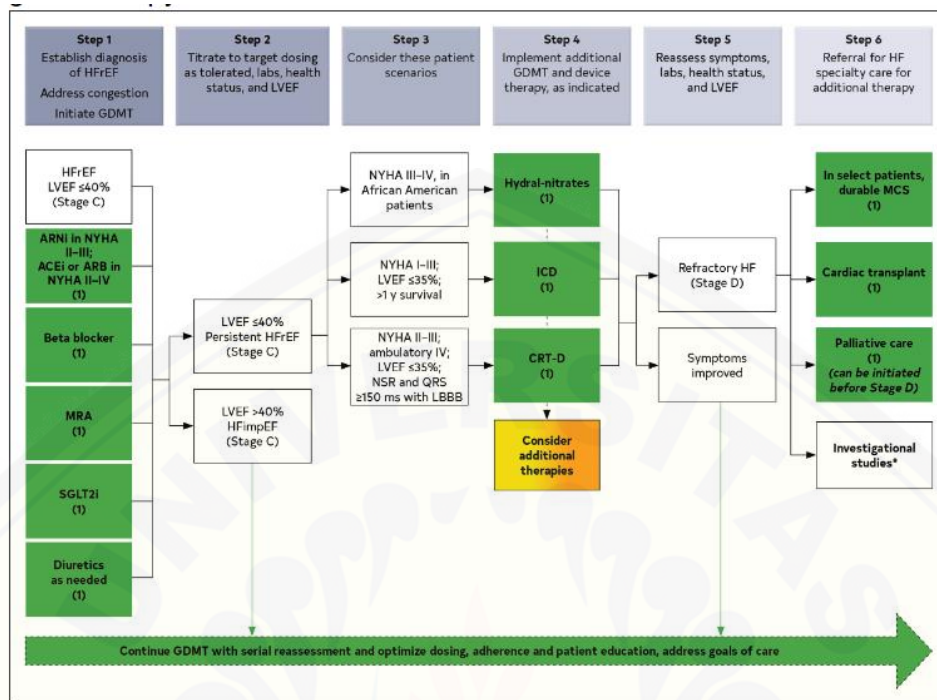 Step 1
Establish diagnosis
of HFrEF
Address congestion
Initiate GDMT
Step 2
Titrate to target dosing
as tolerated, labs, health
status, and LVEF
Step 3
Consider these patient
scenarios
Step 4
Implement additional
GDMT and device
therapy, as indicated
Step 5
Reassess symptoms,
labs, health status,
and LVEF
Step 6
Referral for HF
specialty care for
additional therapy
HFrEF
LVEF ≤40%
(Stage C)
ARNI in NYHA
II–III;
ACEi or ARB in
NYHA II–IV
(1)
Beta blocker
(1)
MRA
(1)
SGLT2i
(1)
Diuretics
as needed
(1)
LVEF ≤40%
Persistent HFrEF
(Stage C)
LVEF >40%
HFimpEF
(Stage C)
NYHA III–IV, in
African American
patients
NYHA I–III;
LVEF ≤35%;
>1 y survival
NYHA II–III;
ambulatory IV;
LVEF ≤35%;
NSR and QRS
≥150 ms with LBBB
Hydral-nitrates
(1)
ICD
(1)
CRT-D
(1)
Consider
additional
therapies
Refractory HF
(Stage D)
Symptoms
improved
In select patients,
durable MCS
(1)
Cardiac transplant
(1)
Palliative care
(1)
(can be initiated
before Stage D)
Investigational
studies*
Continue GDMT with serial reassessment and optimize dosing, adherence and patient education, address goals of care
UNIVERSITAS